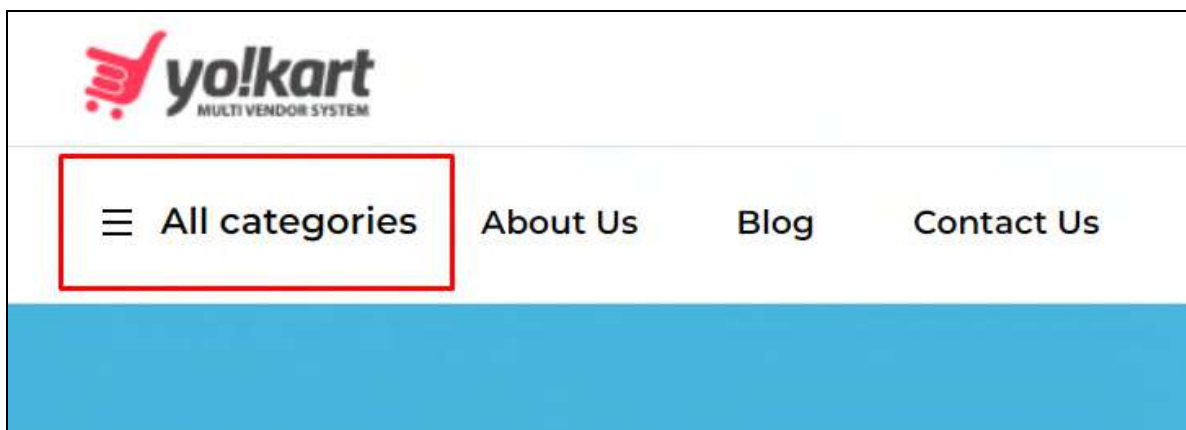 yo!kart
MULTI VENDOR SYSTEM
All categories About Us Blog Contact Us